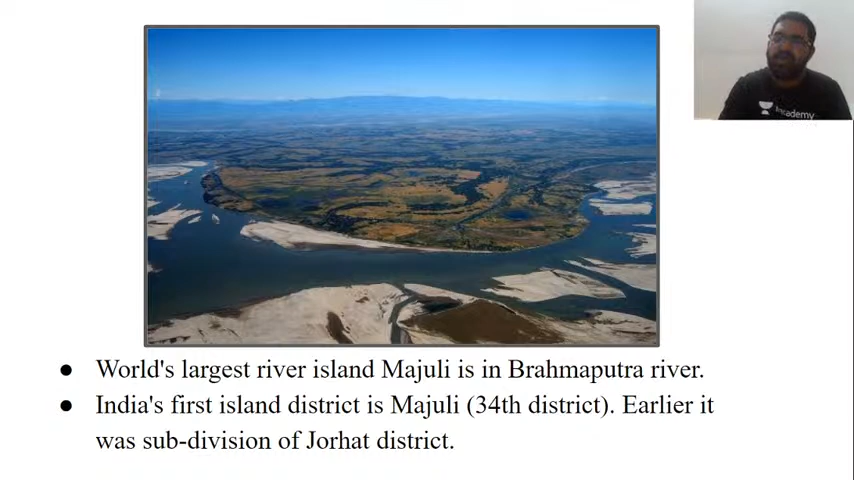 unacademy
● World's largest river island Majuli is in Brahmaputra river.
● India's first island district is Majuli (34th district). Earlier it
was sub-division of Jorhat district.